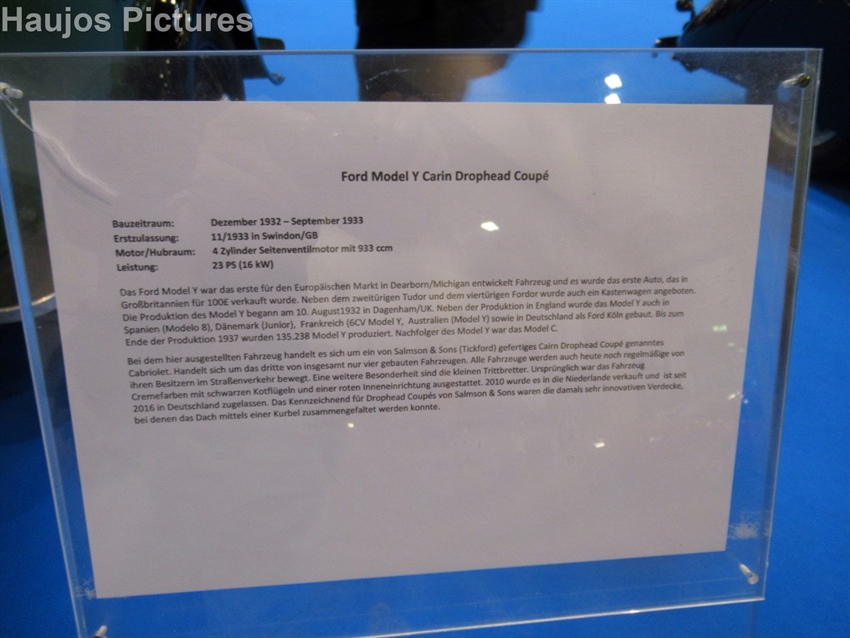 Haujos Pictures
Ford Model Y Carin Drophead Coupé
Bauzeitraum: Dezember 1932 – September 1933
Erstzulassung: 11/1933 in Swindon/GB
Motor/Hubraum: 4 Zylinder Seitenventilmotor mit 933 ccm
Leistung: 23 PS (16 kW)
Das Ford Model Y war das erste für den Europäischen Markt in Dearborn/Michigan entwickelt Fahrzeug und es wurde das erste Auto, das in
Großbritannien für 100£ verkauft wurde. Neben dem zweitürigen Tudor und dem viertürigen Fordor wurde auch ein Kastenwagen angeboten.
Die Produktion des Model Y begann am 10. August1932 in Dagenham/UK. Neben der Produktion in England wurde das Model Y auch in
Spanien (Modelo 8), Dänemark (Junior), Frankreich (6CV Model Y, Australien (Model Y) sowie in Deutschland als Ford Köln gebaut. Bis zum
Ende der Produktion 1937 wurden 135.238 Model Y produziert. Nachfolger des Model Y war das Model C.
Bei dem hier ausgestellten Fahrzeug handelt es sich um ein von Salmson & Sons (Tickford) gefertiges Cairn Drophead Coupé genanntes
Cabriolet. Handelt sich um das dritte von insgesamt nur vier gebauten Fahrzeugen. Alle Fahrzeuge werden auch heute noch regelmäßige von
ihren Besitzern im Straßenverkehr bewegt. Eine weitere Besonderheit sind die kleinen Trittbretter. Ursprünglich war das Fahrzeug
Cremefarben mit schwarzen Kotflügeln und einer roten Inneneinrichtung ausgestattet. 2010 wurde es in die Niederlande verkauft und ist seit
2016 in Deutschland zugelassen. Das Kennzeichnend für Drophead Coupés von Salmson & Sons waren die damals sehr innovativen Verdecke,
bei denen das Dach mittels einer Kurbel zusammengefaltet werden konnte.